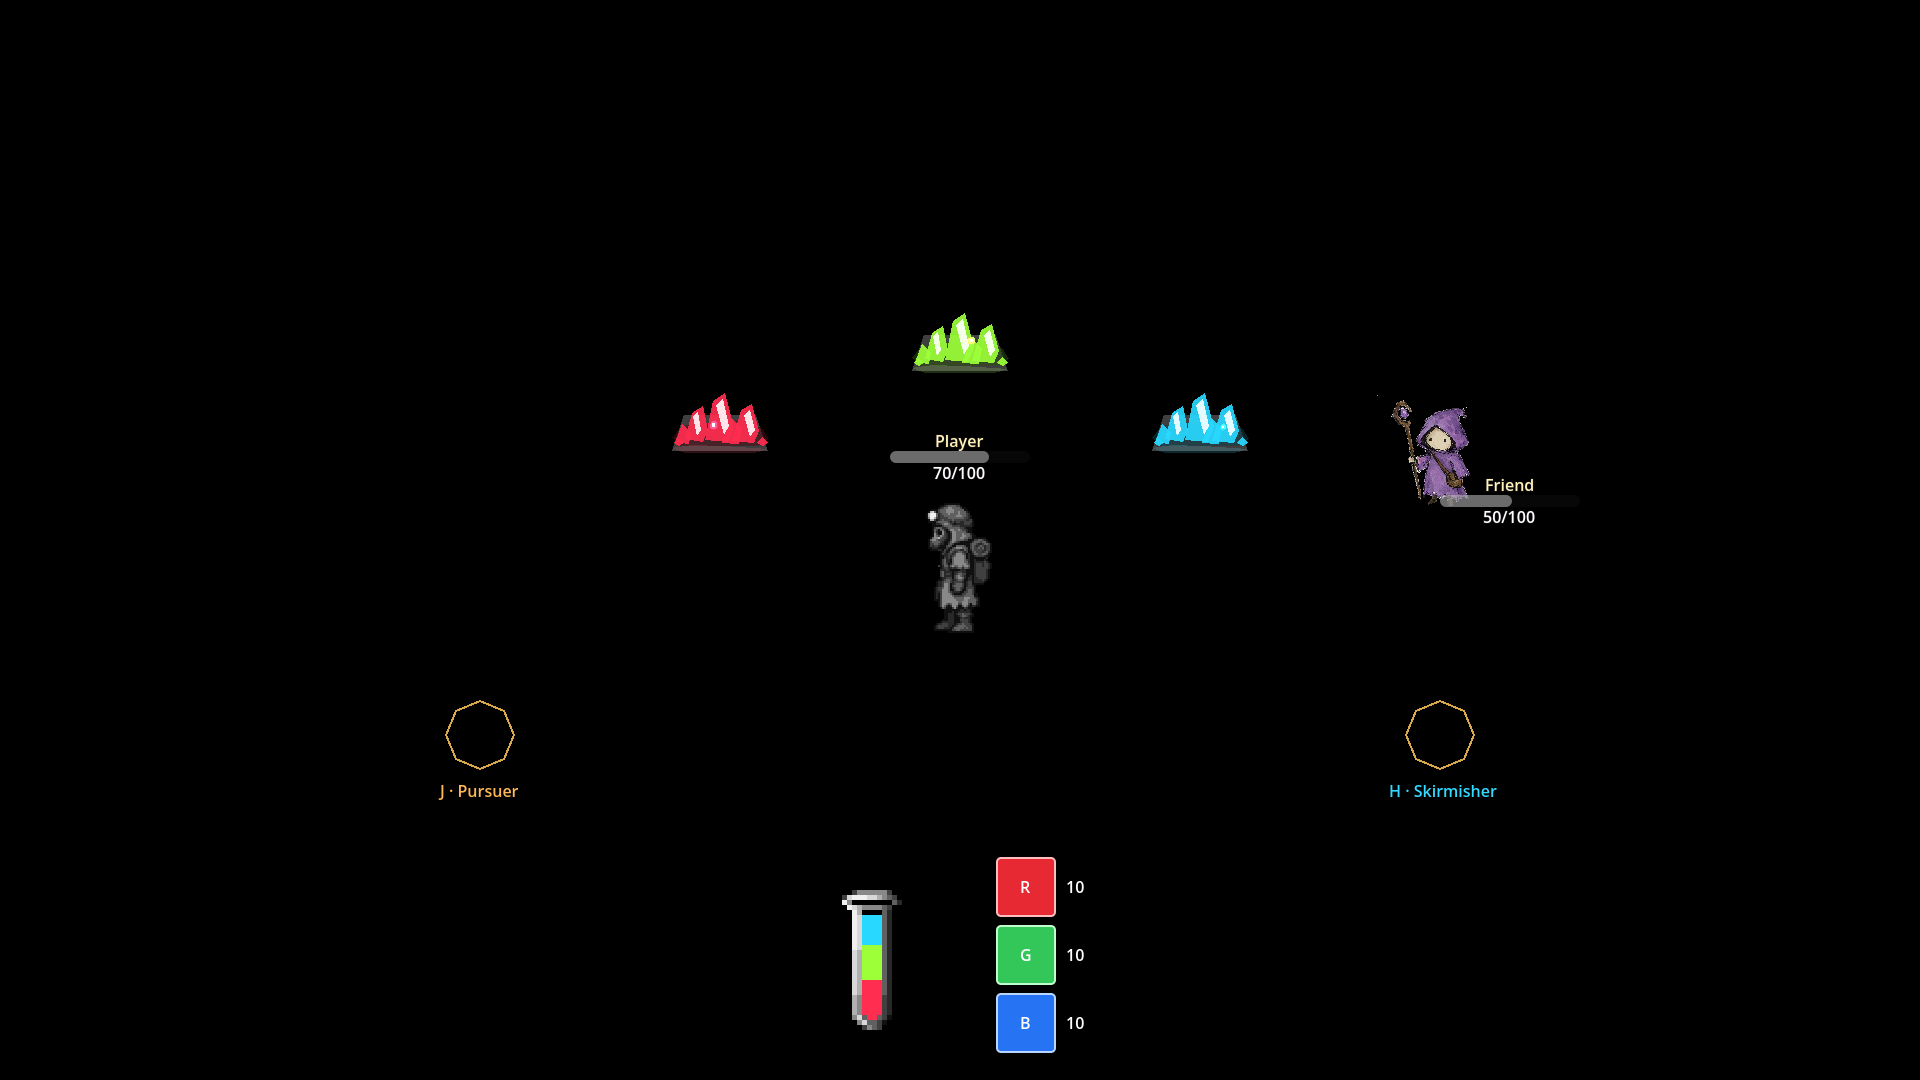 Player
70/100
Friend
50/100
J · Pursuer
H · Skirmisher
R 10
G 10
B 10